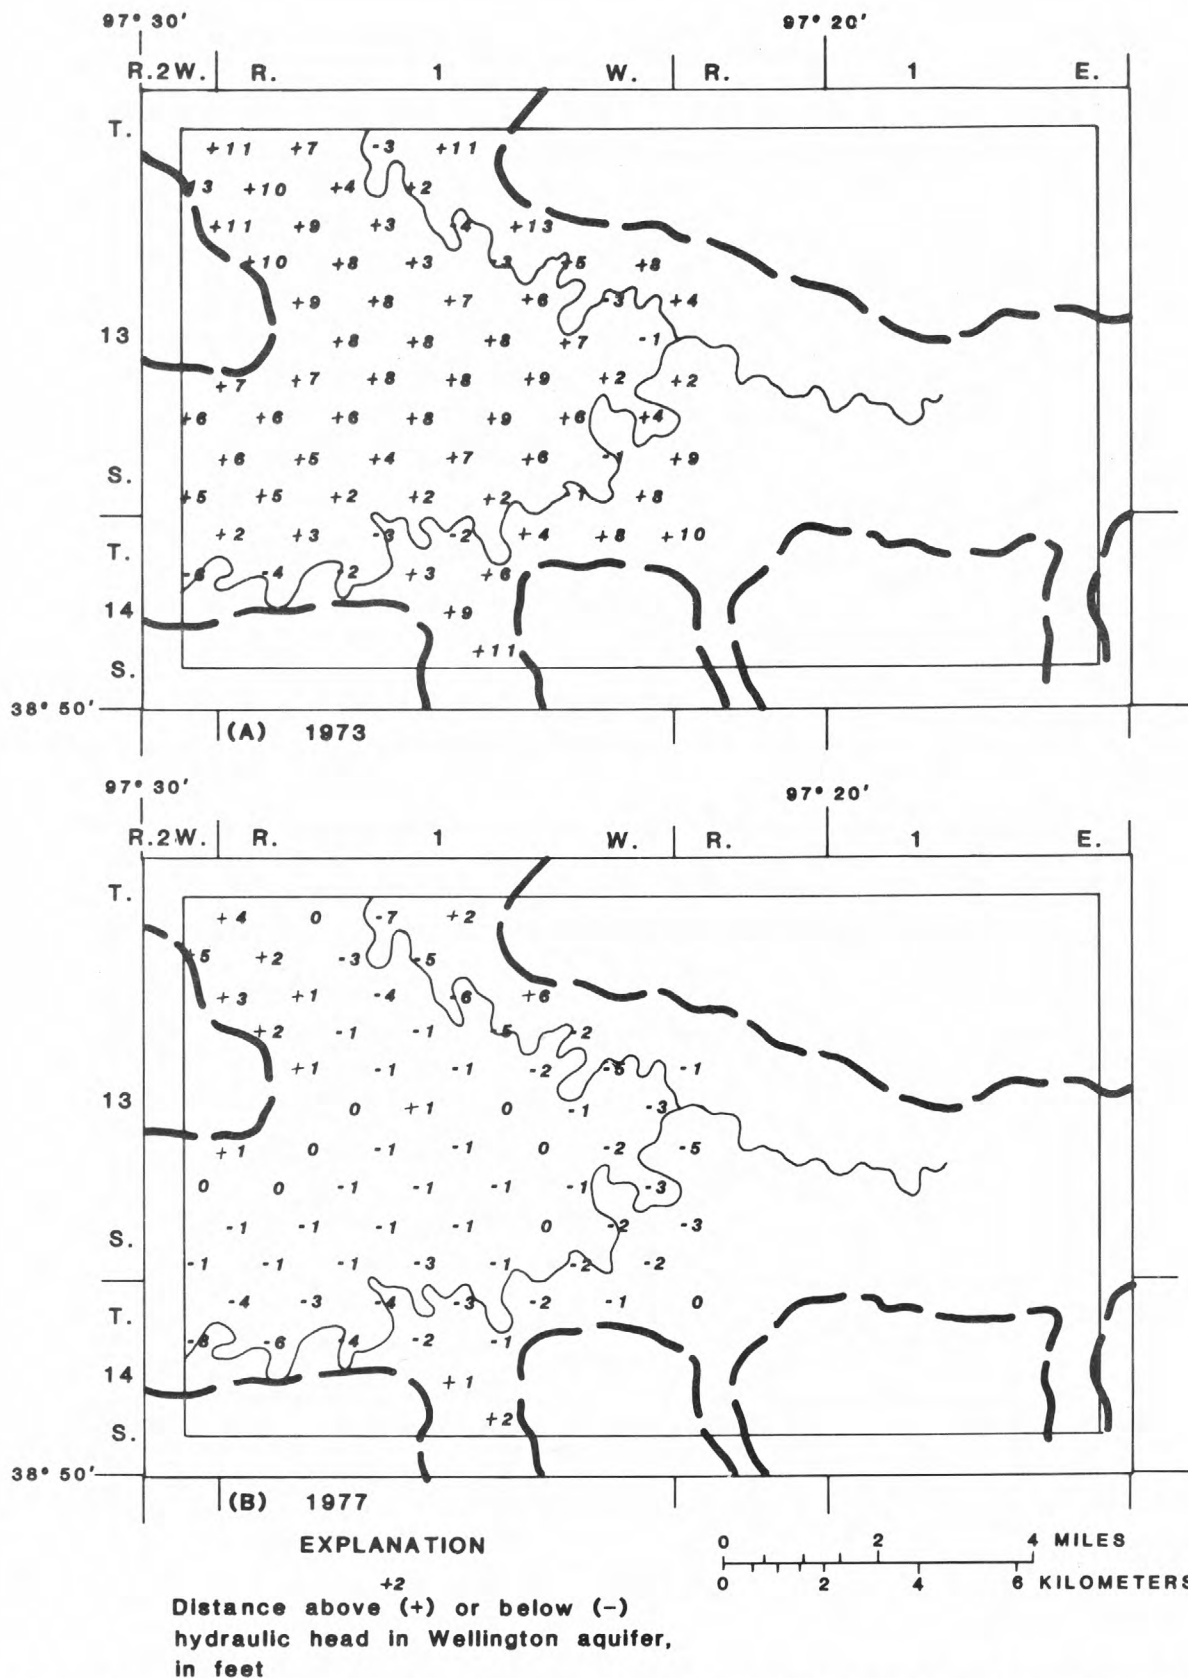 97° 30' 97° 20'
R.2W. R. 1 W. R. 1 E.
T.
+11 +7 -3 +11
+10 +4 +2
+11 +9 +3 -4 +13
+10 +8 +3 -3 +5 +8
+9 +8 +7 +6 -3 +4
13 +8 +8 +8 +7 -1
+7 +7 +8 +8 +9 +2 +2
+6 +6 +6 +8 +9 +6 +4
S. +6 +5 +4 +7 +6 +9
+5 +5 +2 +2 +2 1 +8
+2 +3 -3 -2 +4 +8 +10
T.
-4 2 +3 +6
14 +9
S. +11
38° 50'
(A) 1973
97° 30' 97° 20'
R.2W. R. 1 W. R. 1 E.
T.
+4 0 -7 +2
+5 +2 -3 -5
+3 +1 -4 -6 +6
+2 -1 -1 -5 -2
+1 -1 -1 -2 -5 -1
13 0 +1 0 -1 -3
+1 0 -1 -1 0 -2 -5
0 0 -1 -1 -1 -1 -3
S. -1 -1 -1 -1 0 -2 -3
-1 -1 -1 -3 -1 -2 -2
T. -4 -3 -4 -3 -2 -1 0
-8 -6 -4 -2 -1
14 +1
S. +2
38° 50'
(B) 1977
EXPLANATION
0 2 4 MILES
0 2 4 6 KILOMETERS
+2
Distance above (+) or below (-)
hydraulic head in Wellington aquifer,
in feet